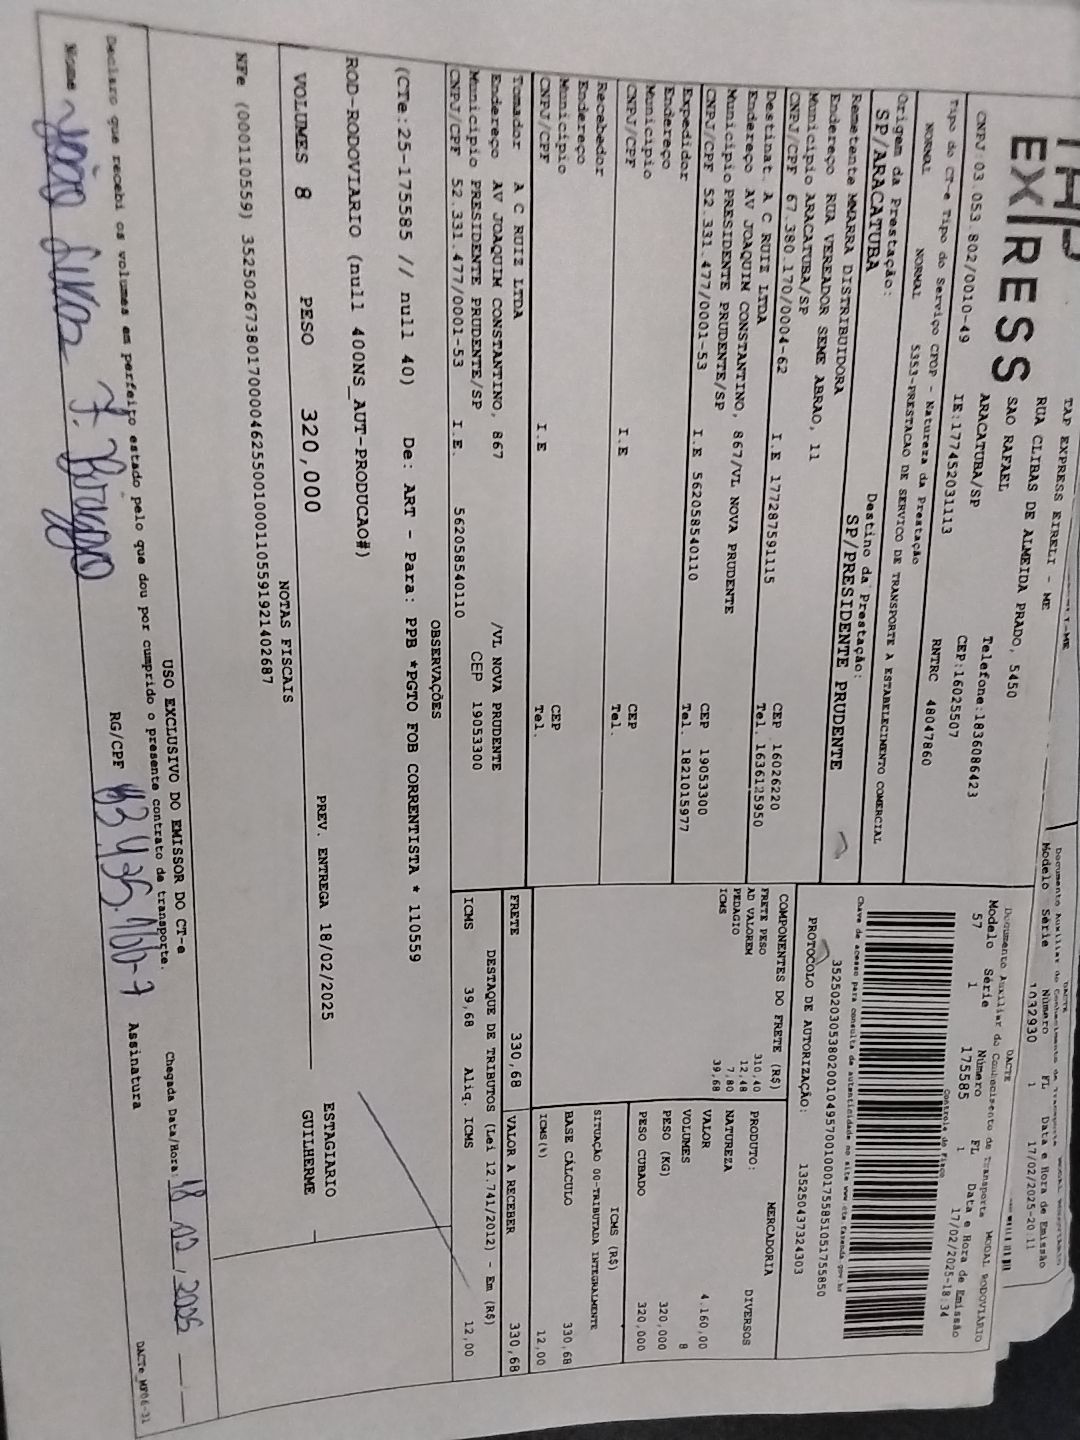 TAP EXPRESS EIRELI - ME
RUA CLIBAS DE ALMEIDA PRADO, 5450
SAO RAFAEL
ARACATUBA/SP
Telefone:1836086423
CNPJ:03.053.802/0010-49 IE:177452031113 CEP:16025507
RNTRC 48047860
DACTE
Modelo Série Número FL Data e Hora de Emissão
1032930 1 17/02/2025-20:11
DACTE
Documento Auxiliar do Conhecimento de Transporte MODAL RODOVIÁRIO
Modelo Série Número FL Data e Hora de Emissão
57 1 175585 1 17/02/2025-18:34
Controle do Fisco
Chave de acesso para consulta de autenticidade no site www.cte.fazenda.gov.br
35250203053802001049570010001755851051755850
PROTOCOLO DE AUTORIZAÇÃO: 135250437324303
Tipo do CT-e Tipo do Serviço CFOP - Natureza da Prestação
NORMAL NORMAL 5353-PRESTACAO DE SERVICO DE TRANSPORTE A ESTABELECIMENTO COMERCIAL
Origem da Prestação: Destino da Prestação:
SP/ARACATUBA SP/PRESIDENTE PRUDENTE
Remetente MMARRA DISTRIBUIDORA
Endereço RUA VEREADOR SEME ABRAO, 11
Município ARACATUBA/SP CEP 16026220
CNPJ/CPF 67.380.170/0004-62 I.E 177287591115 Tel. 1636125950
Destinat. A C RUIZ LTDA
Endereço AV JOAQUIM CONSTANTINO, 867/VL NOVA PRUDENTE
Município PRESIDENTE PRUDENTE/SP CEP 19053300
CNPJ/CPF 52.331.477/0001-53 I.E 562058540110 Tel. 1821015977
Expedidor
Endereço
Município CEP
CNPJ/CPF I.E Tel.
Recebedor
Endereço
Município CEP
CNPJ/CPF I.E Tel.
Tomador A C RUIZ LTDA
Endereço AV JOAQUIM CONSTANTINO, 867 /VL NOVA PRUDENTE
Município PRESIDENTE PRUDENTE/SP CEP 19053300
CNPJ/CPF 52.331.477/0001-53 I.E. 562058540110
COMPONENTES DO FRETE (R$)
FRETE PESO 310,40
AD VALOREM 12,48
PEDAGIO 7,80
ICMS 39,68
MERCADORIA
PRODUTO: DIVERSOS
NATUREZA
VALOR 4.160,00
VOLUMES 8
PESO (KG) 320,000
PESO CUBADO 320,000
ICMS (R$)
SITUAÇÃO 00-TRIBUTADA INTEGRALMENTE
BASE CÁLCULO 330,68
ICMS(%) 12,00
FRETE 330,68 VALOR A RECEBER 330,68
DESTAQUE DE TRIBUTOS (Lei 12.741/2012) - Em (R$)
ICMS 39,68 Aliq. ICMS 12,00
OBSERVAÇÕES
(CTe:25-175585 // null 40) De: ART - Para: PPB *PGTO FOB CORRENTISTA * 110559
ROD-RODOVIARIO (null 400NS_AUT-PRODUCAO#)
VOLUMES 8 PESO 320,000 PREV. ENTREGA 18/02/2025
ESTAGIARIO
GUILHERME
NOTAS FISCAIS
NFe (000110559) 35250267380170000462550010001105591921402687
USO EXCLUSIVO DO EMISSOR DO CT-e
Declaro que recebi os volumes em perfeito estado pelo que dou por cumprido o presente contrato de transporte.
Chegada Data/Hora: 18 / 02 / 2025
Nome João RG/CPF Assinatura
DACTe_MF06-31